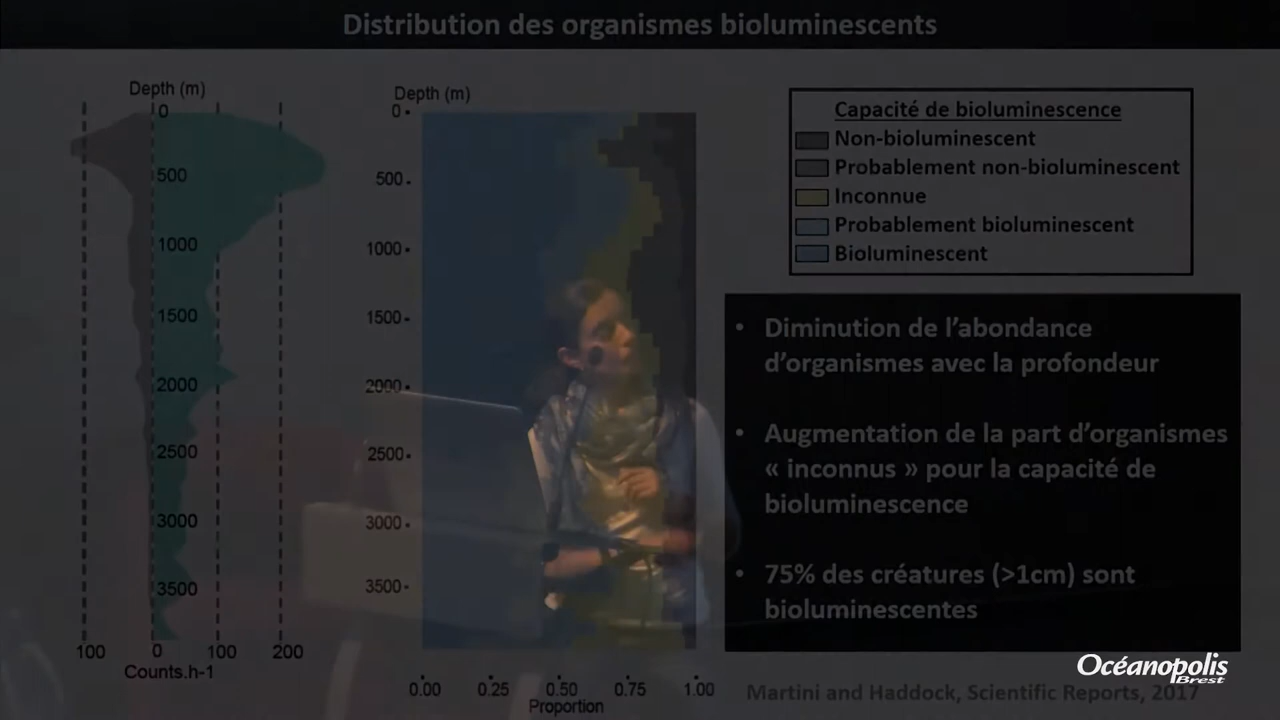 Distribution des organismes bioluminescents
Depth (m)
0
500
1000
1500
2000
2500
3000
3500
100 0 100 200
Counts.h-1
Depth (m)
0
500
1000
1500
2000
2500
3000
3500
0.00 0.25 0.50 0.75 1.00
Proportion
Capacité de bioluminescence
Non-bioluminescent
Probablement non-bioluminescent
Inconnue
Probablement bioluminescent
Bioluminescent
• Diminution de l’abondance
d’organismes avec la profondeur
• Augmentation de la part d’organismes
« inconnus » pour la capacité de
bioluminescence
• 75% des créatures (>1cm) sont
bioluminescentes
Océanopolis
Brest
Martini and Haddock, Scientific Reports, 2017